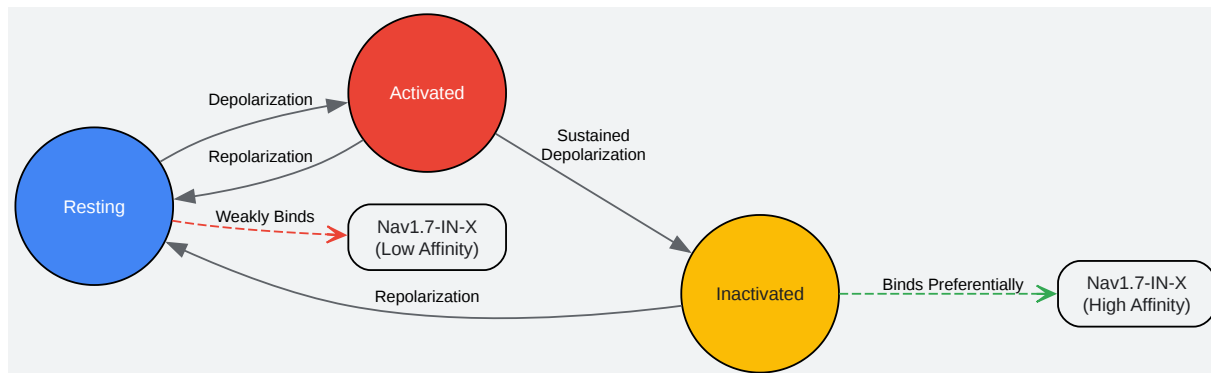 Activated
Depolarization
Repolarization
Sustained
Depolarization
Resting
Weakly Binds
Nav1.7-IN-X
(Low Affinity)
Repolarization
Inactivated
Binds Preferentially
Nav1.7-IN-X
(High Affinity)